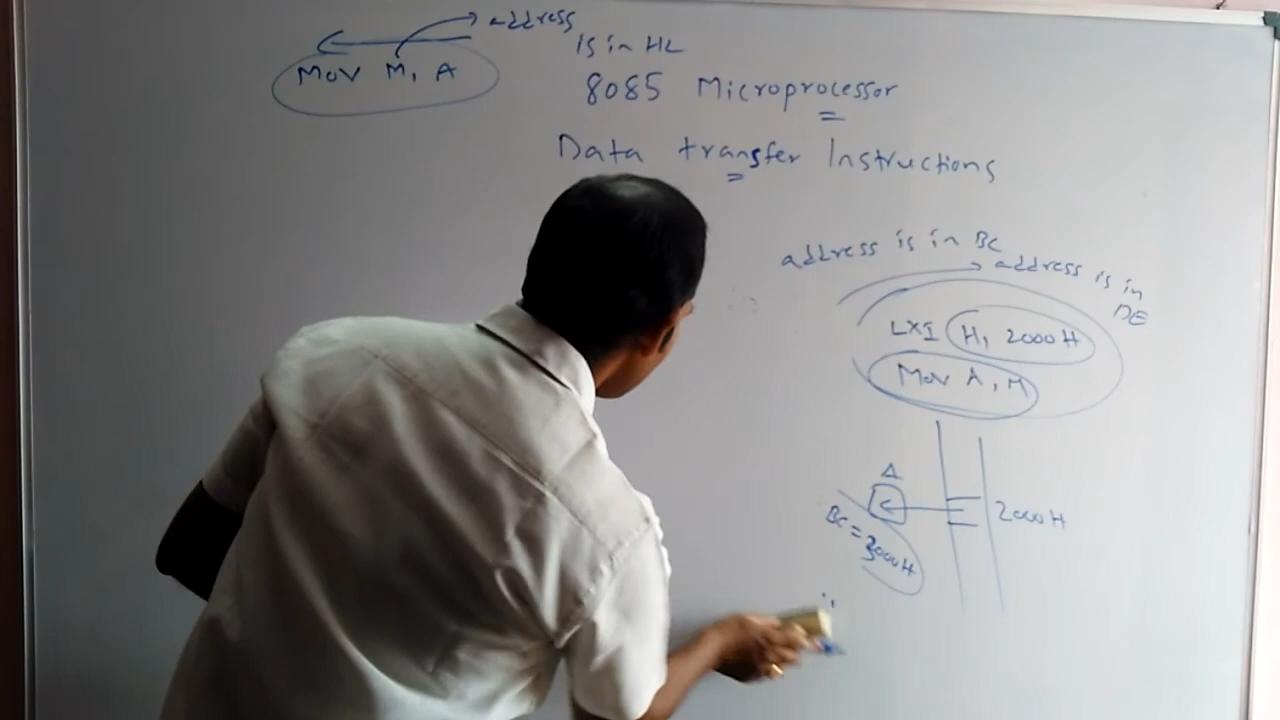 address
is in HL
MOV M, A
8085 Microprocessor
Data transfer Instructions
address is in BC
address is in
DE
LXI H, 2000H
MOV A, M
A
2000H
BC = 3000H